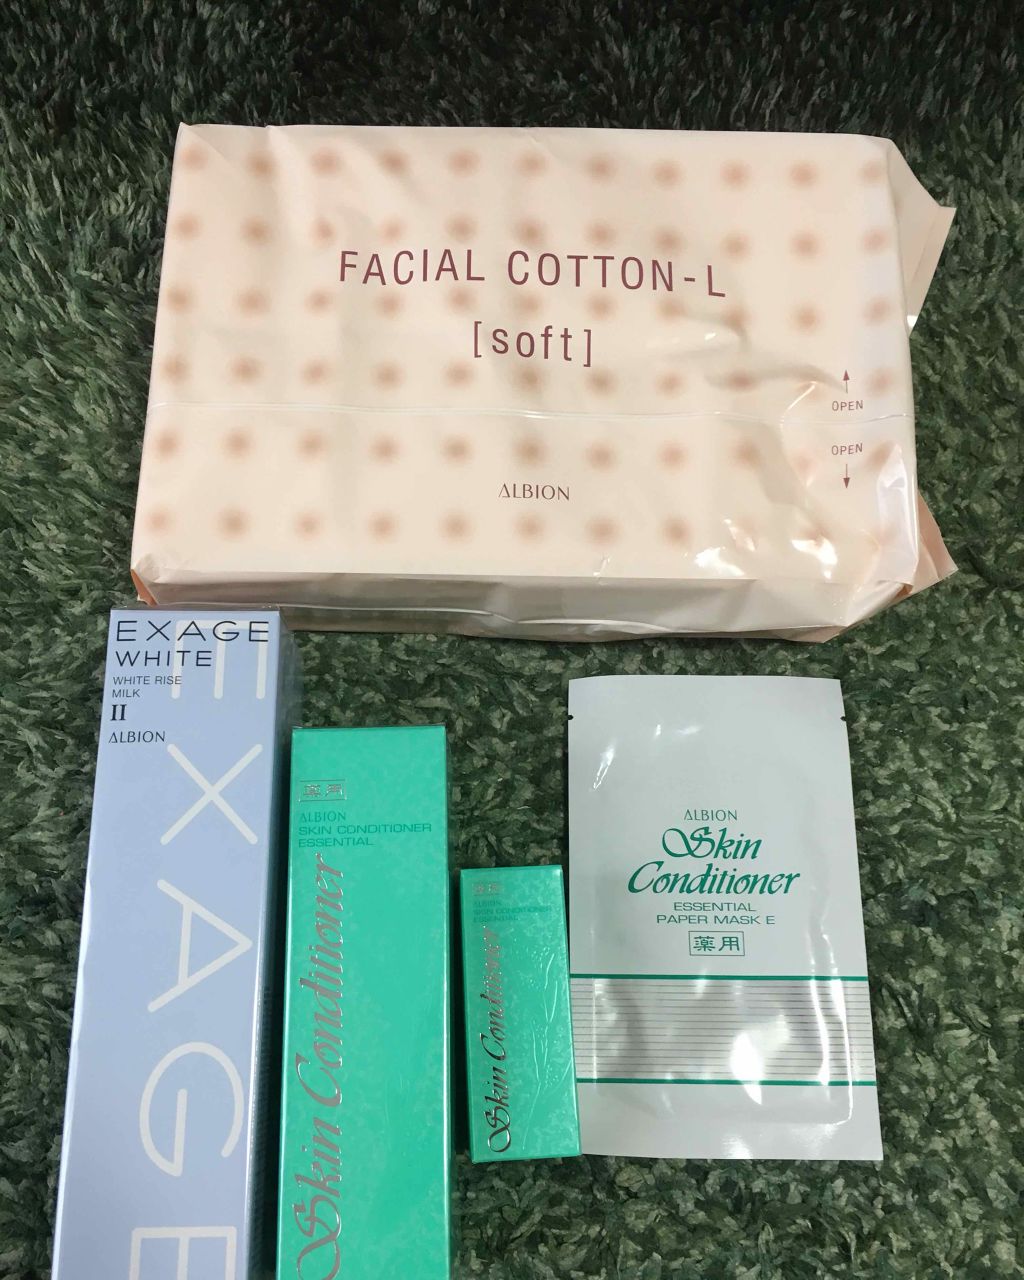 FACIAL COTTON-L
[soft]
OPEN
OPEN
ALBION
EXAGE
WHITE
WHITE RISE
MILK
II
ALBION
EXAGE
薬用
ALBION
SKIN CONDITIONER
ESSENTIAL
Skin Conditioner
薬用
ALBION
SKIN CONDITIONER
ESSENTIAL
Skin Conditioner
ALBION
Skin
Conditioner
ESSENTIAL
PAPER MASK E
薬用